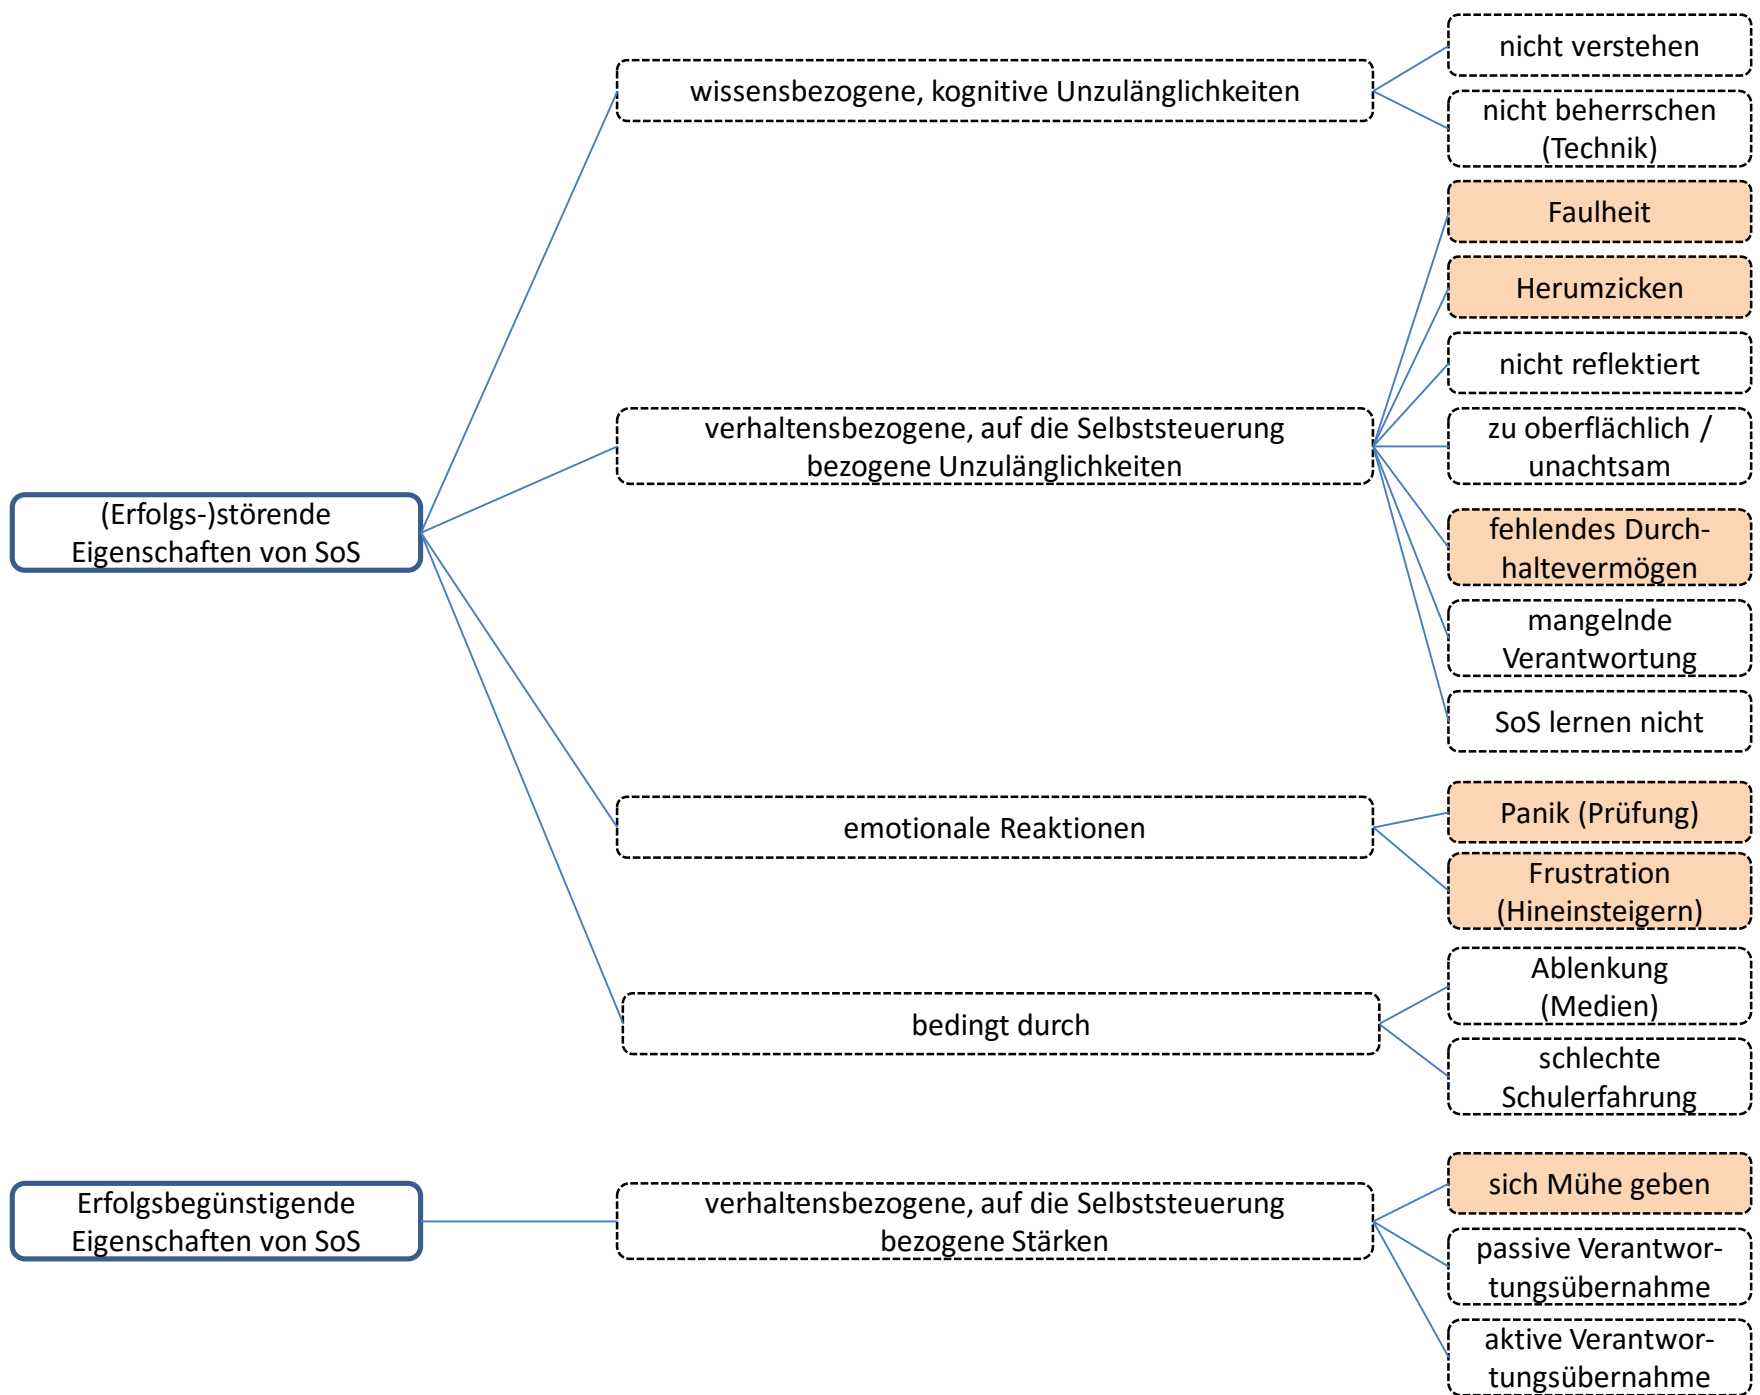 (Erfolgs-)störende
Eigenschaften von SoS
wissensbezogene, kognitive Unzulänglichkeiten
nicht verstehen
nicht beherrschen
(Technik)
verhaltensbezogene, auf die Selbststeuerung
bezogene Unzulänglichkeiten
Faulheit
Herumzicken
nicht reflektiert
zu oberflächlich /
unachtsam
fehlendes Durch-
haltevermögen
mangelnde
Verantwortung
SoS lernen nicht
emotionale Reaktionen
Panik (Prüfung)
Frustration
(Hineinsteigern)
bedingt durch
Ablenkung
(Medien)
schlechte
Schulerfahrung
Erfolgsbegünstigende
Eigenschaften von SoS
verhaltensbezogene, auf die Selbststeuerung
bezogene Stärken
sich Mühe geben
passive Verantwor-
tungsübernahme
aktive Verantwor-
tungsübernahme